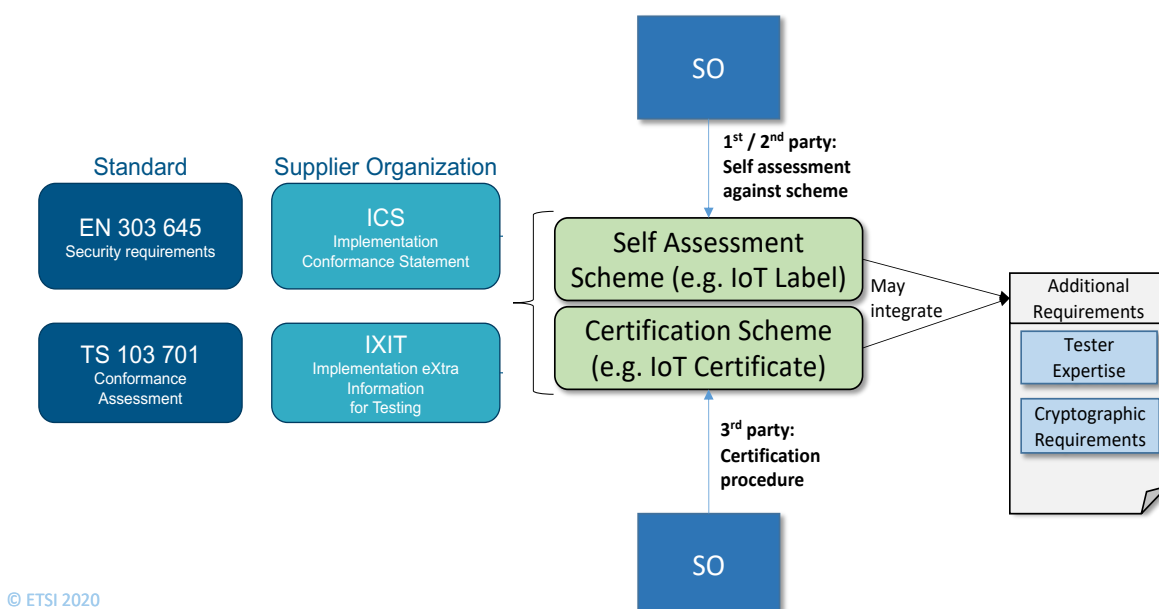 SO
1st / 2nd party:
Self assessment
against scheme
Standard
Supplier Organization
EN 303 645
Security requirements
ICS
Implementation
Conformance Statement
TS 103 701
Conformance
Assessment
IXIT
Implementation eXtra
Information
for Testing
Self Assessment
Scheme (e.g. IoT Label)
Certification Scheme
(e.g. IoT Certificate)
May
integrate
Additional
Requirements
Tester
Expertise
Cryptographic
Requirements
3rd party:
Certification
procedure
SO
© ETSI 2020